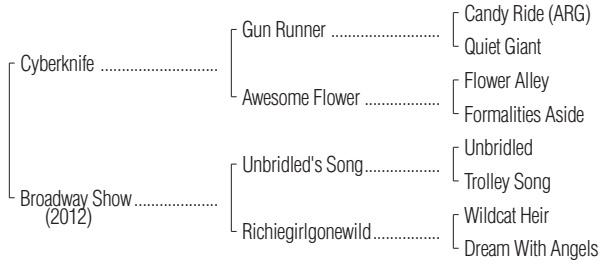 Candy Ride (ARG)
Gun Runner ....................
Quiet Giant
Cyberknife ......................
Flower Alley
Awesome Flower ..............
Formalities Aside
Unbridled
Unbridled's Song ..............
Trolley Song
Broadway Show ................
(2012)
Wildcat Heir
Richiegirlgonewild .............
Dream With Angels